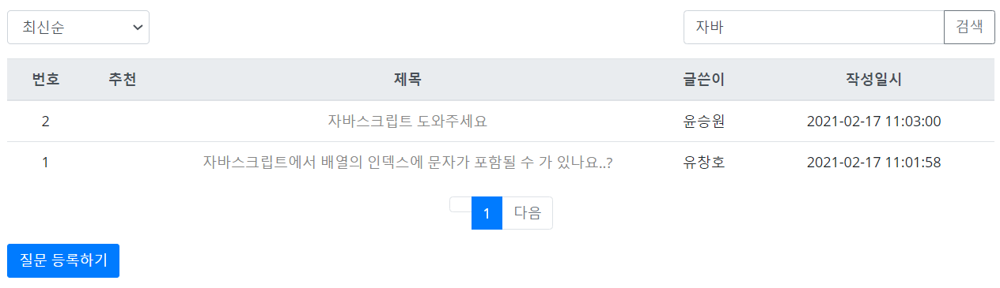 최신순 자바 검색
번호 추천 제목 글쓴이 작성일시
2 자바스크립트 도와주세요 윤승원 2021-02-17 11:03:00
1 자바스크립트에서 배열의 인덱스에 문자가 포함될 수 가 있나요..? 유창호 2021-02-17 11:01:58
1 다음
질문 등록하기